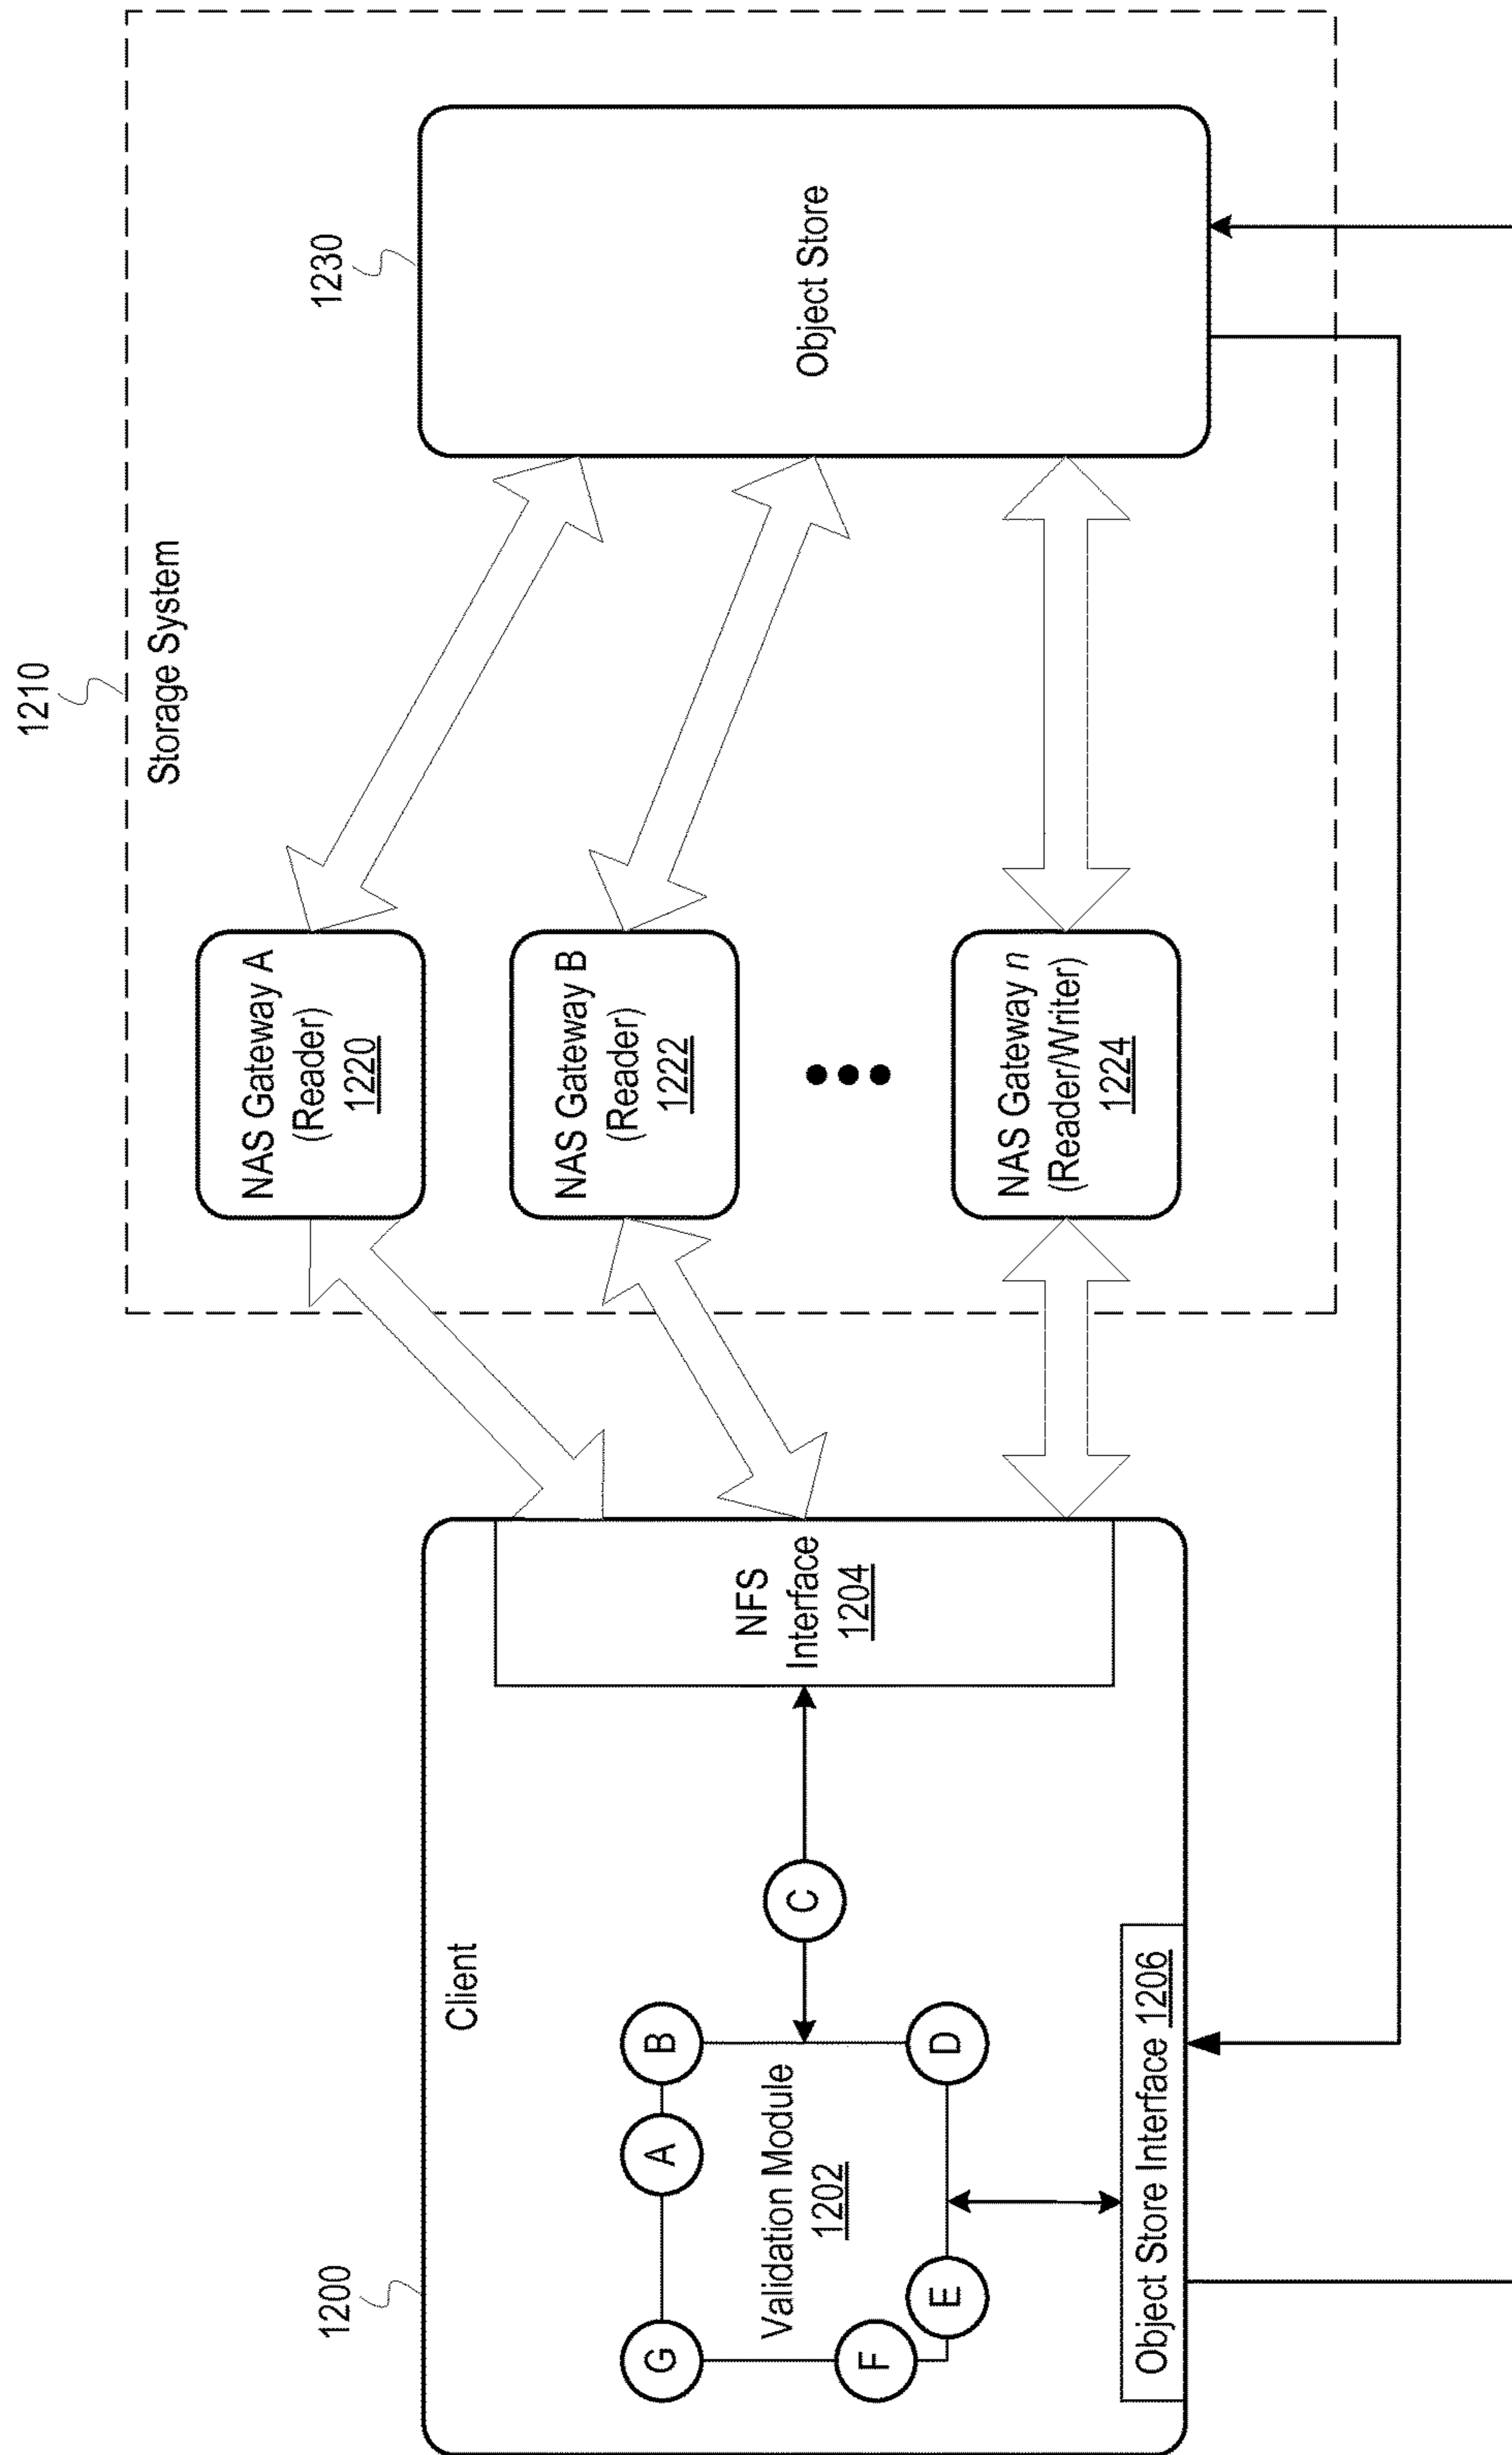 1210
Storage System
1200
Client
G
A
B
Validation Module
1202
F
E
D
C
NFS
Interface
1204
Object Store Interface 1206
NAS Gateway A
(Reader)
1220
NAS Gateway B
(Reader)
1222
NAS Gateway n
(Reader/Writer)
1224
1230
Object Store